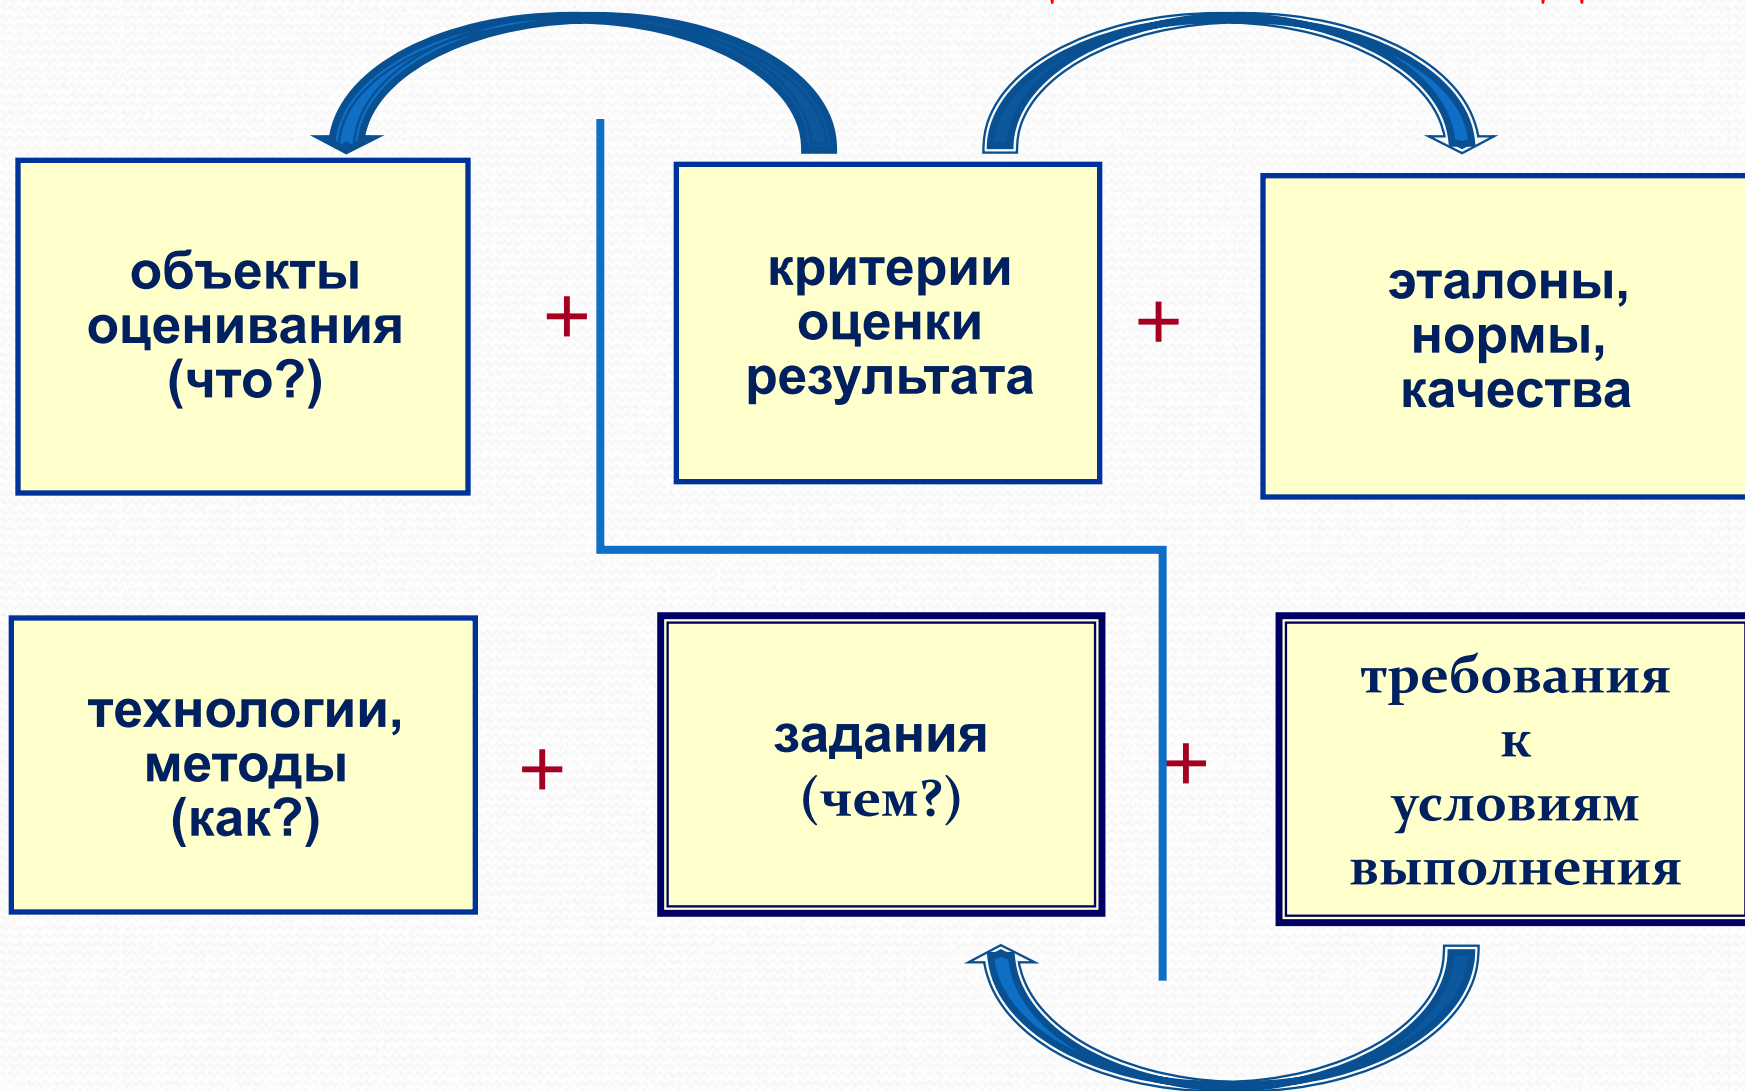 объекты
оценивания
(что?)
+
критерии
оценки
результата
+
эталоны,
нормы,
качества
технологии,
методы
(как?)
+
задания
(чем?)
+
требования
к
условиям
выполнения